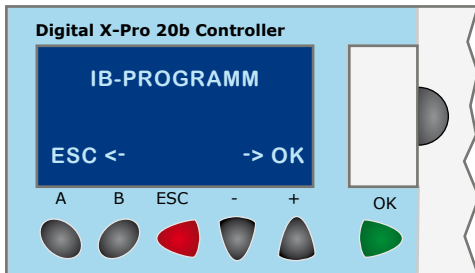 Digital X-Pro 20b Controller
IB-PROGRAMM
ESC <- -> OK
A B ESC - + OK